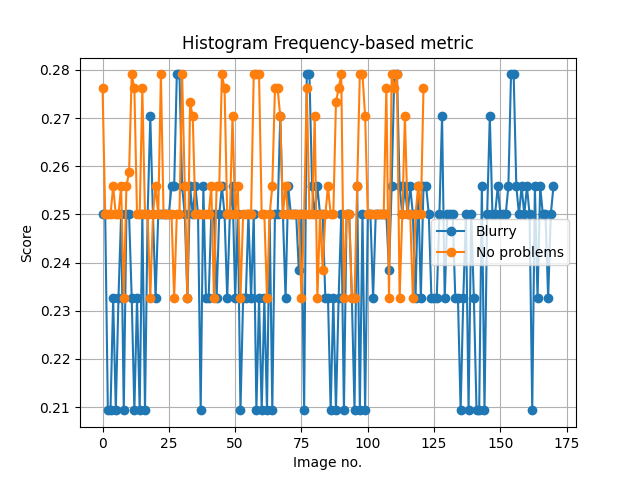 Histogram Frequency-based metric
0.28
0.27
0.26
0.25
0.24
0.23
0.22
0.21
Score
Blurry
No problems
0 25 50 75 100 125 150 175
Image no.